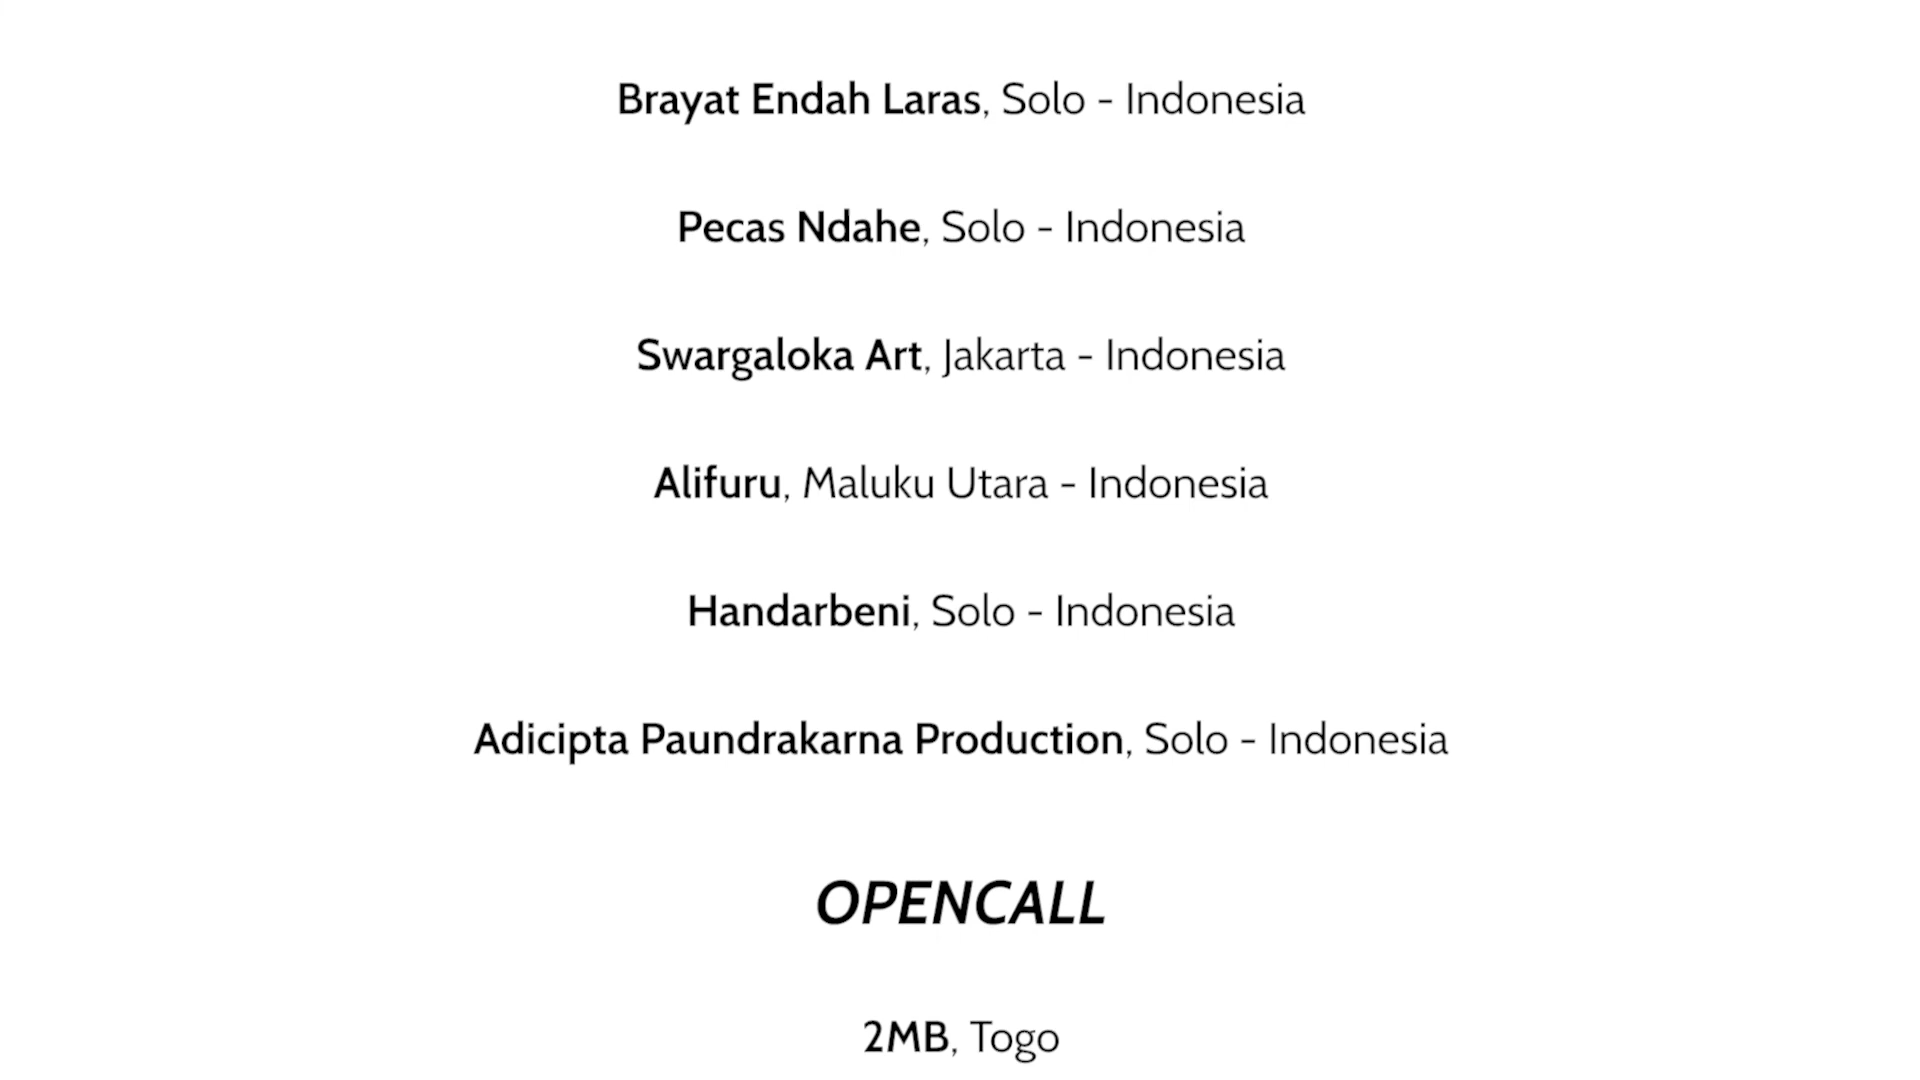 Brayat Endah Laras, Solo - Indonesia
Pecas Ndahe, Solo - Indonesia
Swargaloka Art, Jakarta - Indonesia
Alifuru, Maluku Utara - Indonesia
Handarbeni, Solo - Indonesia
Adicipta Paundrakarna Production, Solo - Indonesia
OPENCALL
2MB, Togo